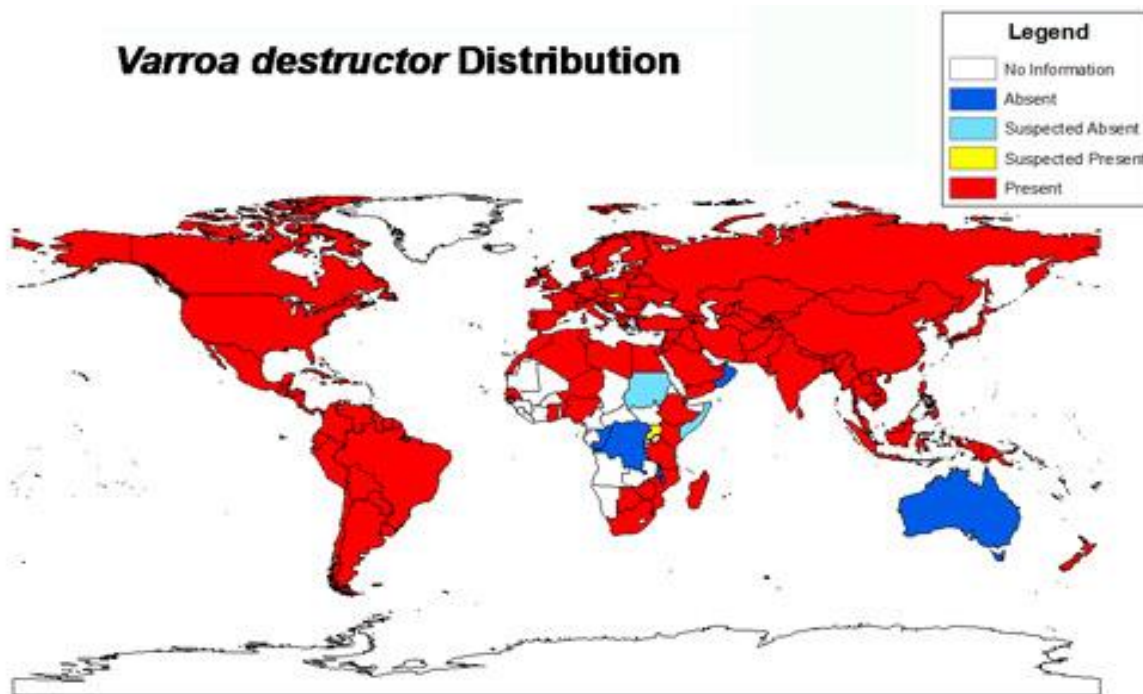 Varroa destructor Distribution
Legend
No Information
Absent
Suspected Absent
Suspected Present
Present